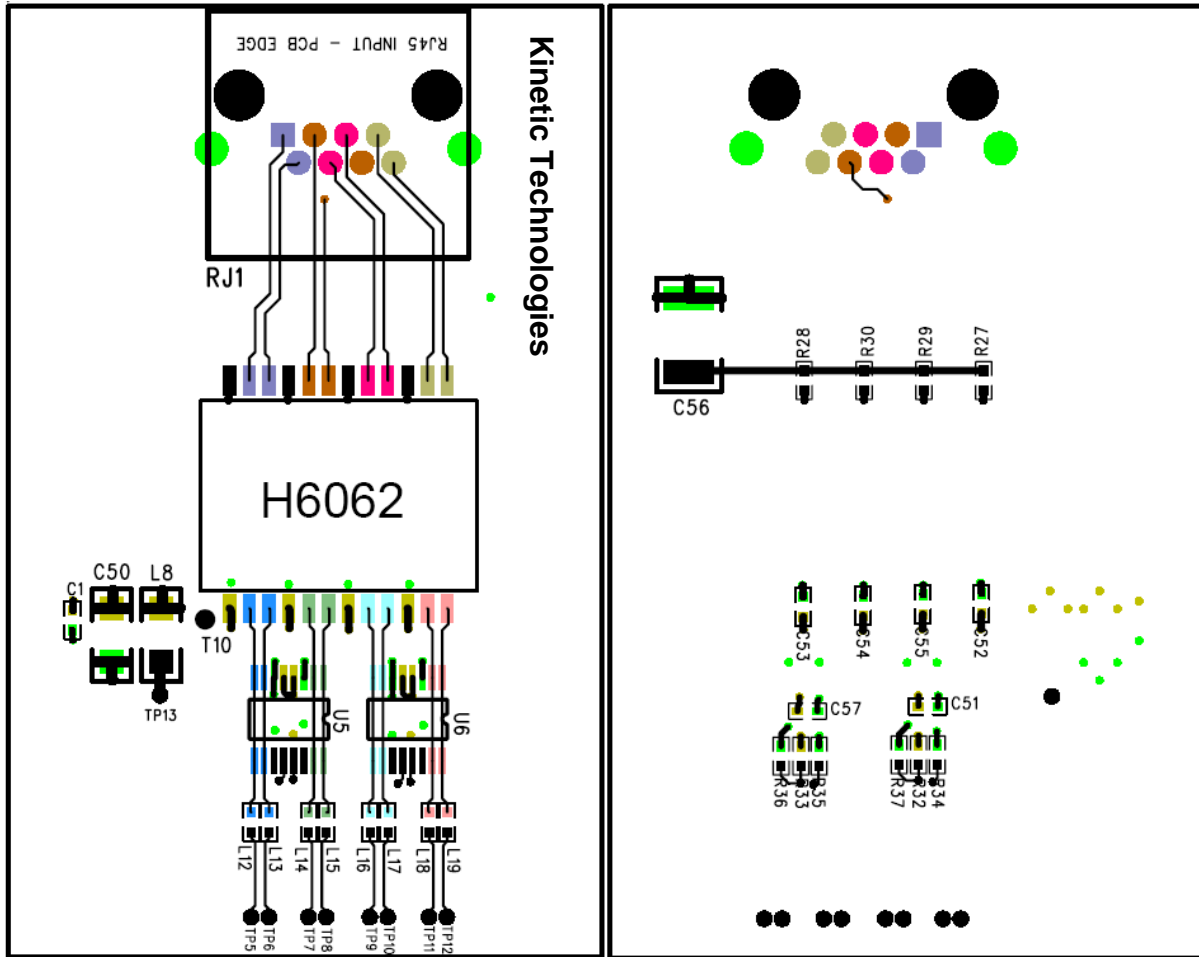 RJ45 INPUT - PCB EDGE
Kinetic Technologies
RJ1
H6062
C1
C50
L8
T10
TP13
U5
U6
L12
L13
L14
L15
L16
L17
L18
L19
TP5
TP6
TP7
TP8
TP9
TP10
TP11
TP12
R28
R30
R29
R27
C56
C53
C54
C55
C52
C57
C51
R36
R33
R35
R37
R32
R34